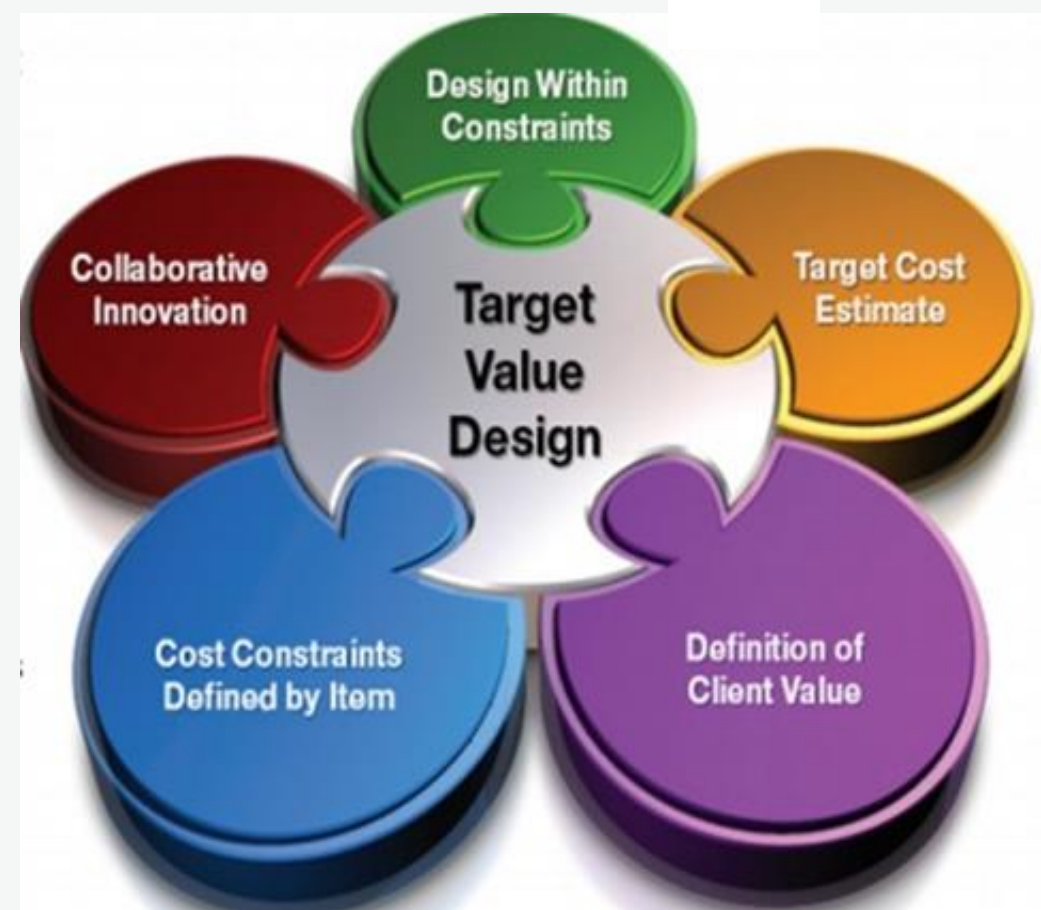 Design Within
Constraints
Collaborative
Innovation
Target Cost
Estimate
Target
Value
Design
Cost Constraints
Defined by Item
Definition of
Client Value